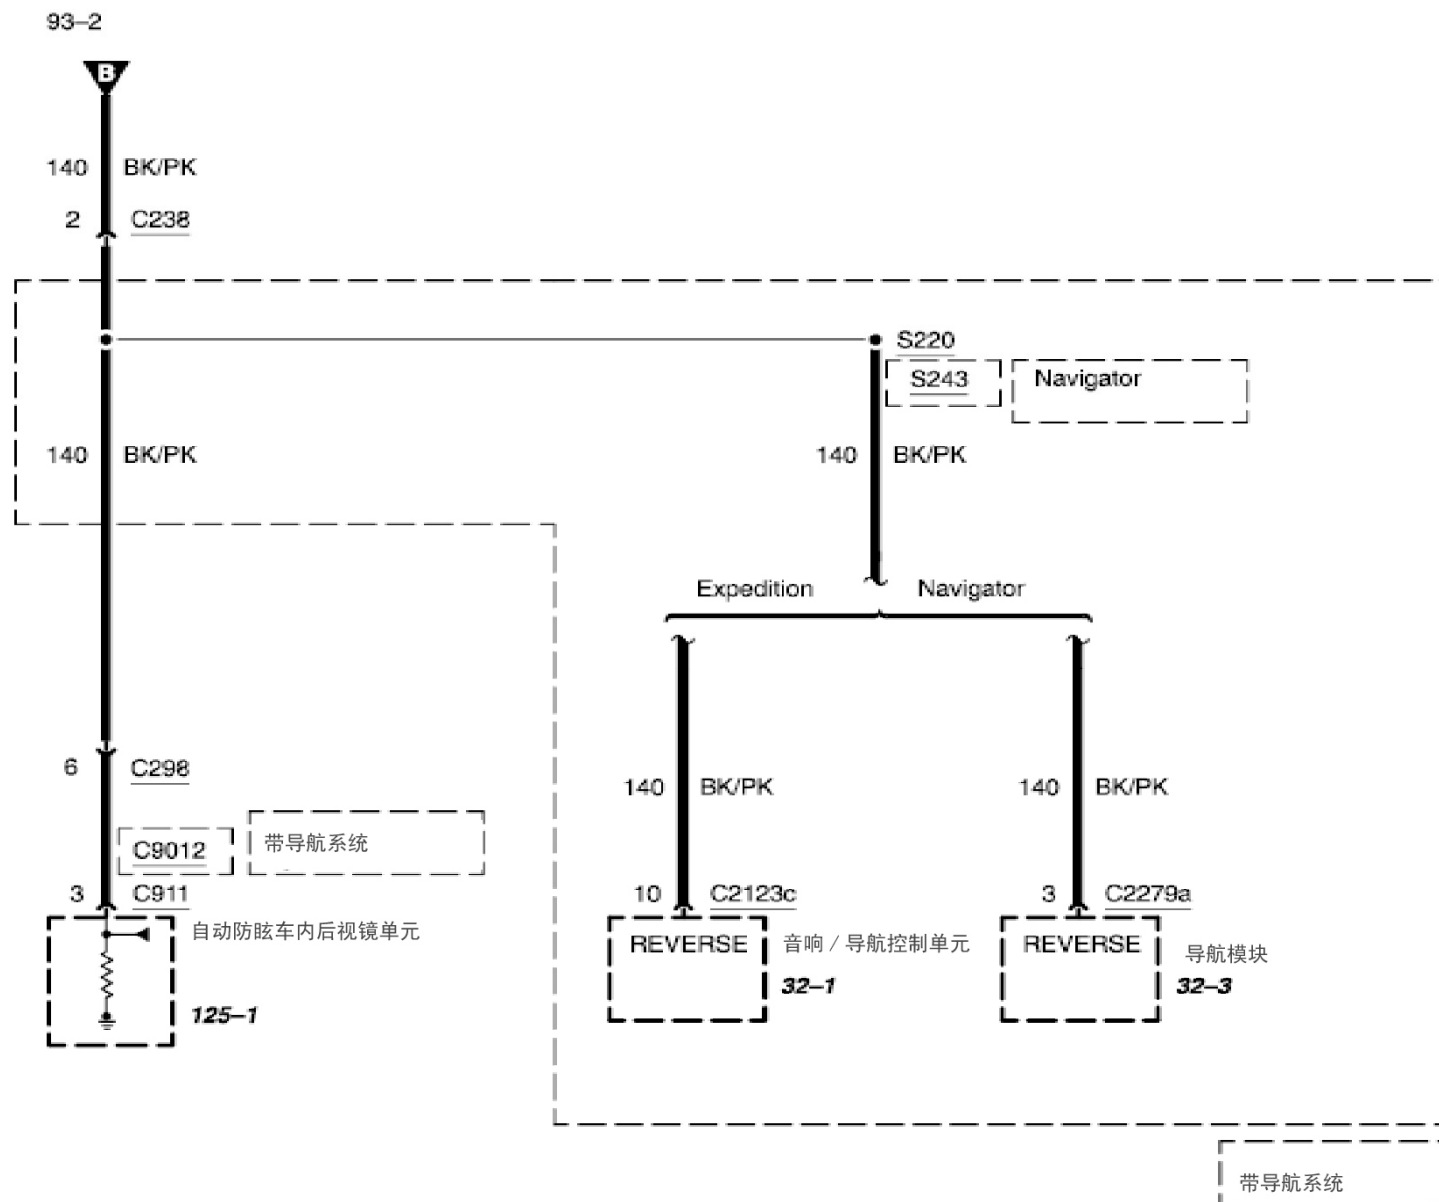 93–2
B
140 BK/PK
2 C238
S220
S243 Navigator
140 BK/PK 140 BK/PK
Expedition Navigator
6 C298
140 BK/PK 140 BK/PK
C9012 带导航系统
3 C911 10 C2123c 3 C2279a
自动防眩车内后视镜单元
REVERSE 音响 / 导航控制单元 REVERSE 导航模块
32–1 32–3
125–1
带导航系统